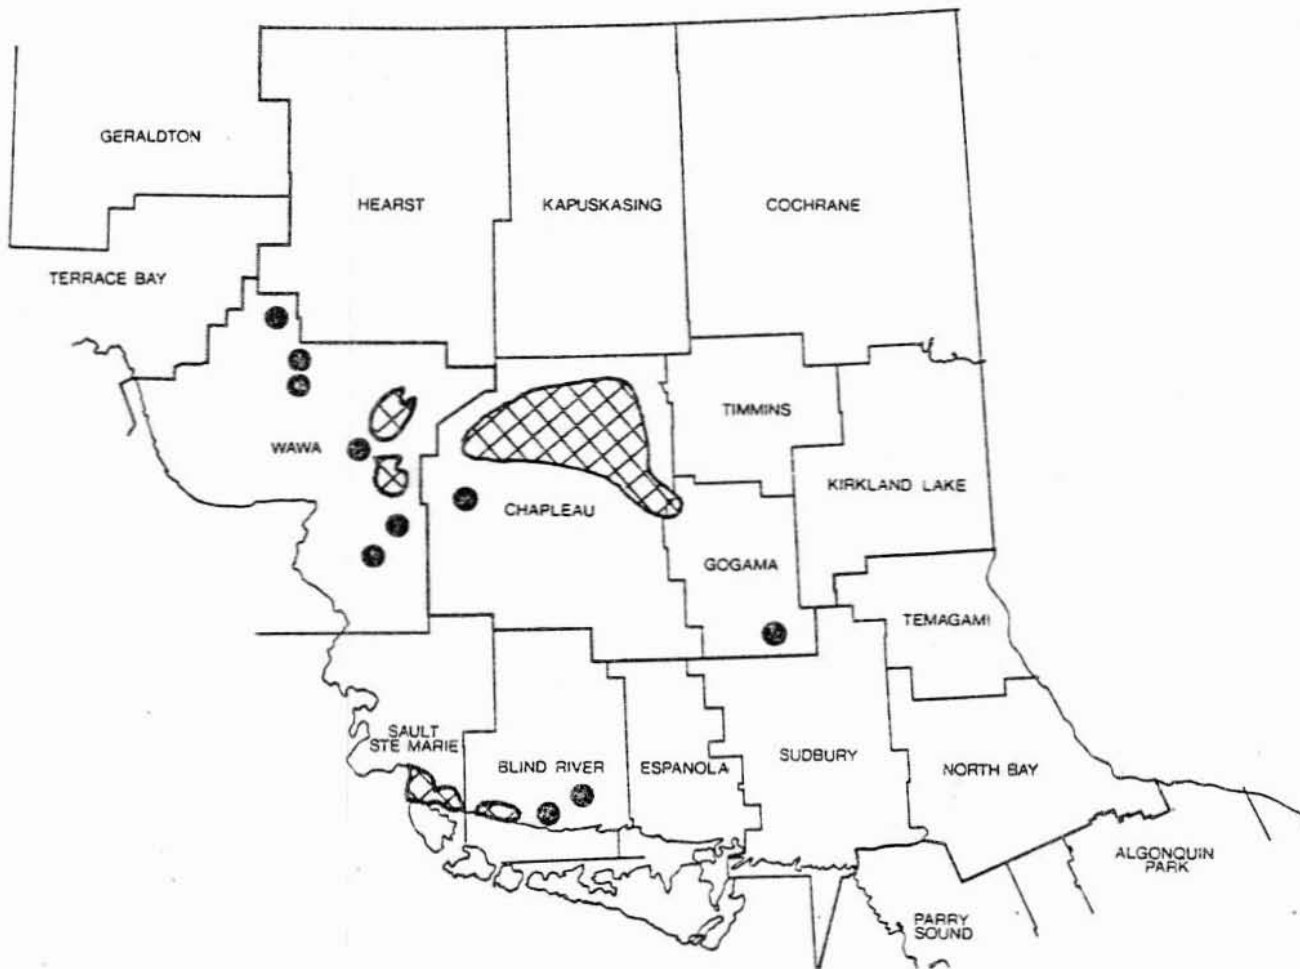 GERALDTON
HEARST
KAPUSKASING
COCHRANE
TERRACE BAY
TIMMINS
WAWA
KIRKLAND LAKE
CHAPLEAU
GOGAMA
TEMAGAMI
SAULT
STE MARIE
BLIND RIVER
ESPANOLA
SUDBURY
NORTH BAY
ALGONQUIN
PARK
PARRY
SOUND